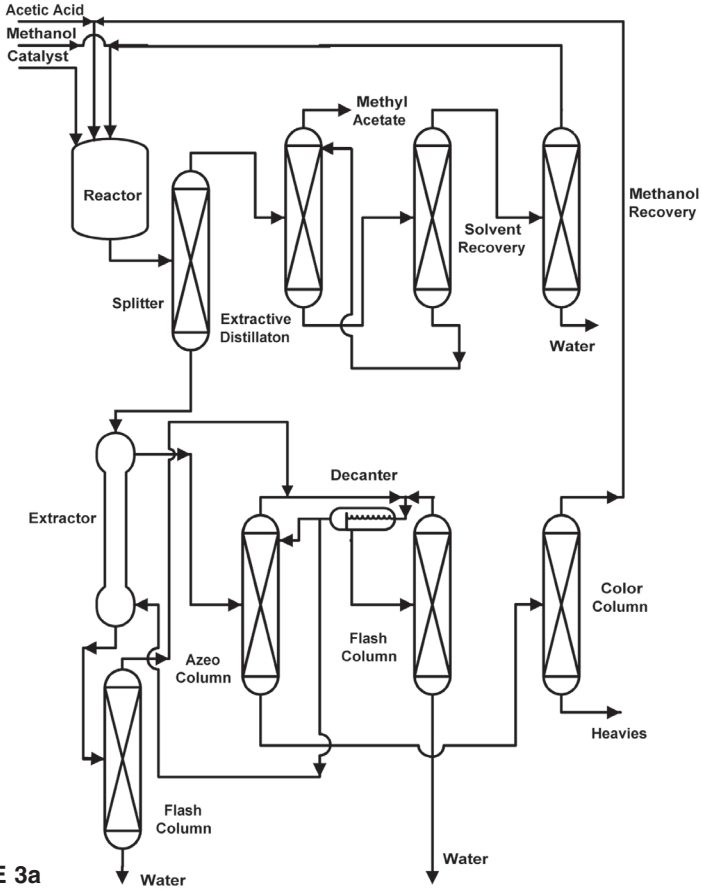 Acetic Acid
Methanol
Catalyst
Methyl
Acetate
Reactor
Methanol
Recovery
Solvent
Recovery
Splitter
Extractive
Distillaton
Water
Decanter
Extractor
Color
Column
Flash
Column
Azeo
Column
Heavies
Flash
Column
Water
Water
E 3a